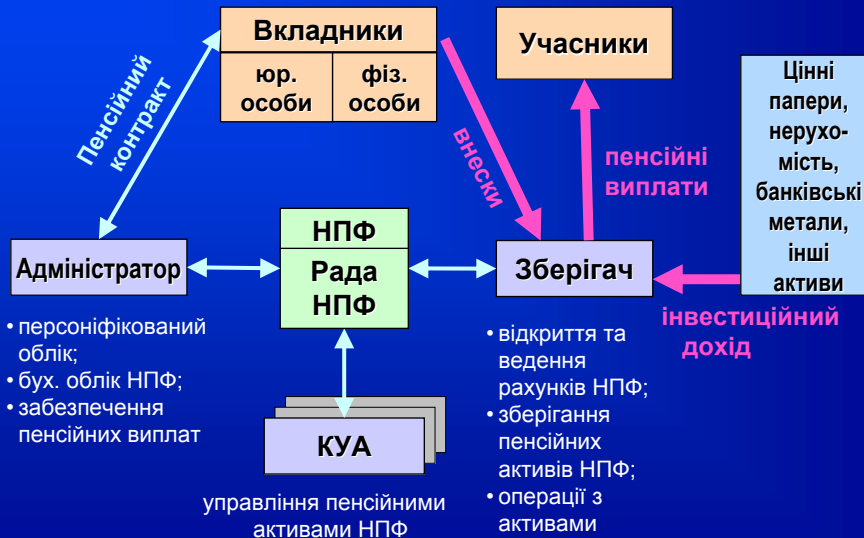 Вкладники
юр.
особи
фіз.
особи
Учасники
Цінні
папери,
нерухо-
мість,
банківські
метали,
інші
активи
Пенсійний
контракт
внески
пенсійні
виплати
Адміністратор
НПФ
Рада
НПФ
Зберігач
інвестиційний
дохід
• персоніфікований
облік;
• бух. облік НПФ;
• забезпечення
пенсійних виплат
КУА
управління пенсійними
активами НПФ
• відкриття та
ведення
рахунків НПФ;
• зберігання
пенсійних
активів НПФ;
• операції з
активами